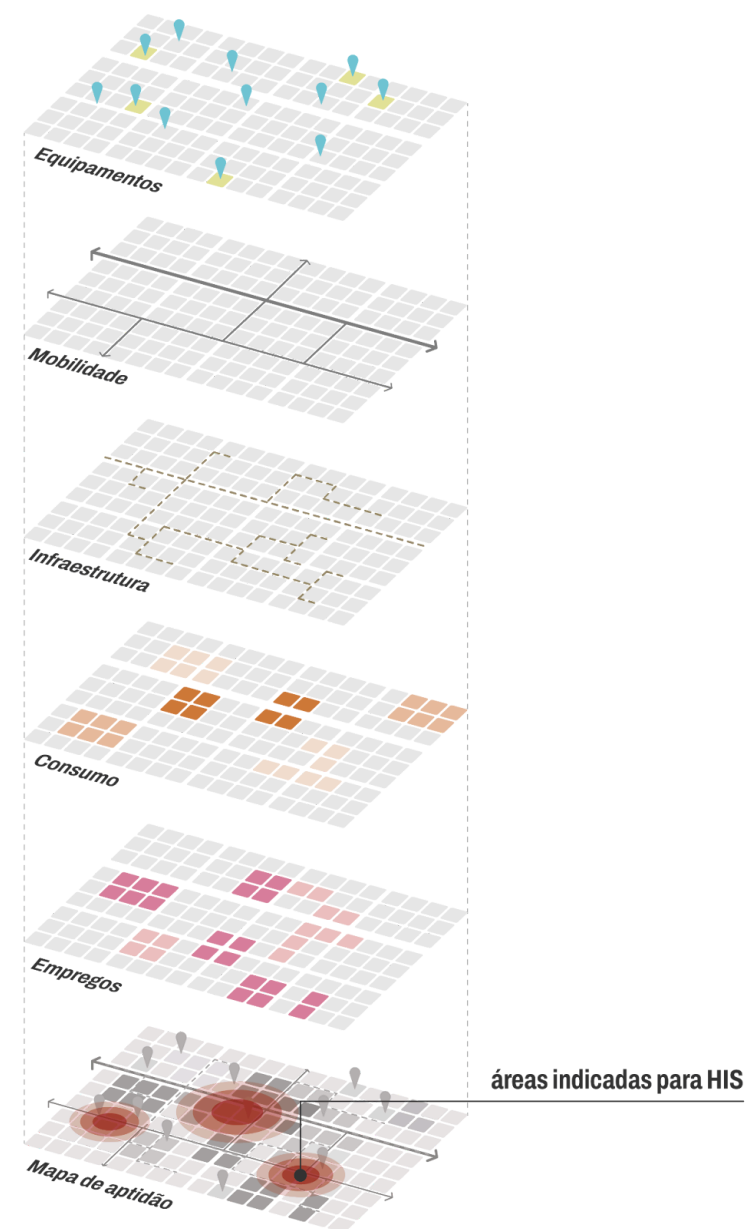 Equipamentos
Mobilidade
Infraestrutura
Consumo
Empregos
áreas indicadas para HIS
Mapa de aptidão